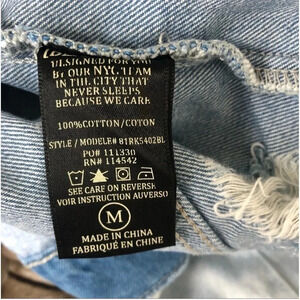 DESIGNED FOR YOU
BY OUR NYC TEAM
IN THE CITY THAT
NEVER SLEEPS
BECAUSE WE CARE
100%COTTON/COTON
STYLE / MODELE# 81RK5402BL
PO# 111330
RN# 114542
SEE CARE ON REVERSE
VOIR INSTRUCTION AUVERSO
M
MADE IN CHINA
FABRIQUÉ EN CHINE